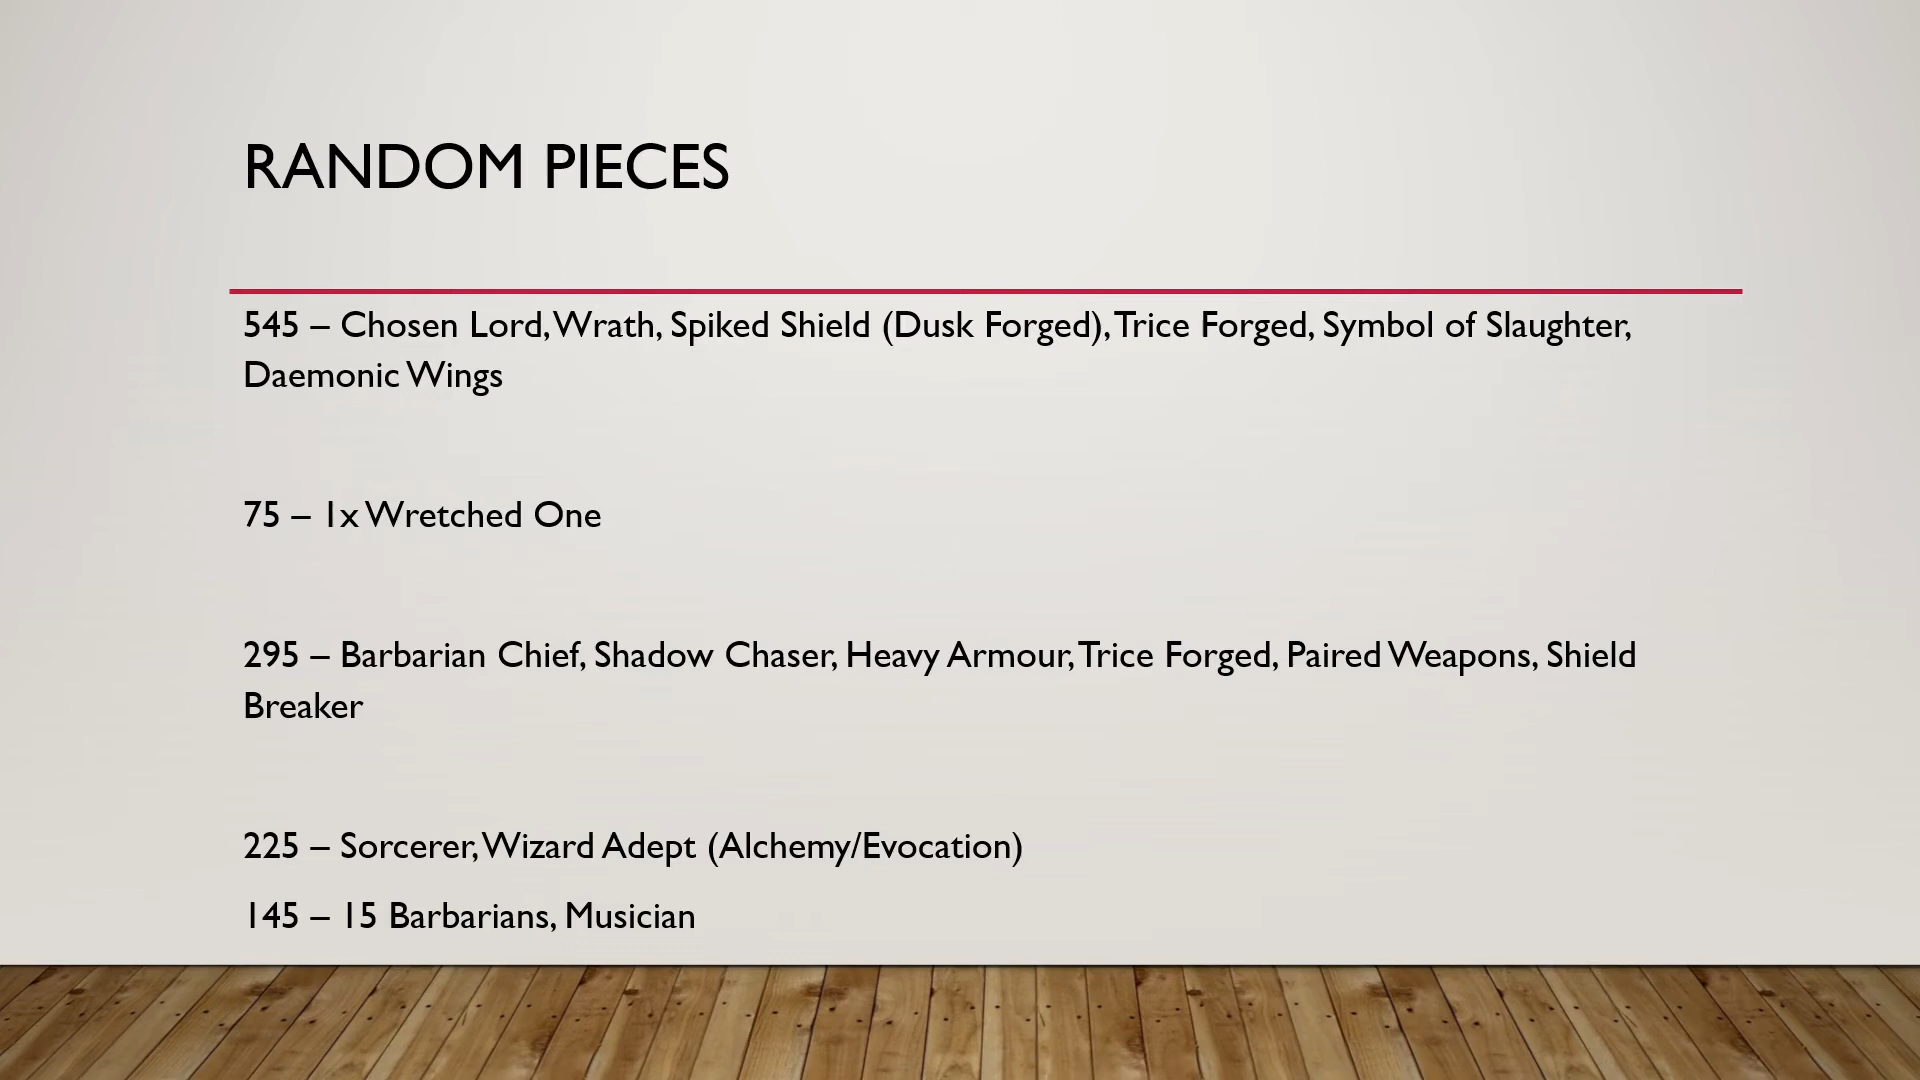 RANDOM PIECES
545 – Chosen Lord, Wrath, Spiked Shield (Dusk Forged), Trice Forged, Symbol of Slaughter,
Daemonic Wings
75 – 1x Wretched One
295 – Barbarian Chief, Shadow Chaser, Heavy Armour, Trice Forged, Paired Weapons, Shield
Breaker
225 – Sorcerer, Wizard Adept (Alchemy/Evocation)
145 – 15 Barbarians, Musician